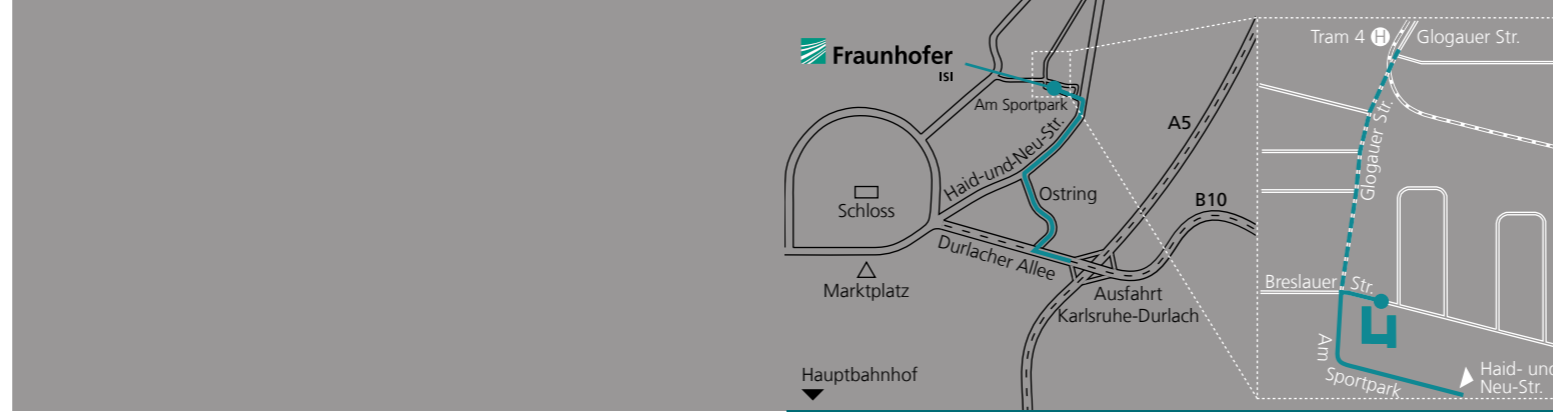 Fraunhofer
ISI
Am Sportpark
Haid-und-Neu-Str.
Ostring
A5
B10
Schloss
Durlacher Allee
Marktplatz
Ausfahrt
Karlsruhe-Durlach
Hauptbahnhof
Tram 4 H Glogauer Str.
Glogauer Str.
Breslauer Str.
Am
Sportpark
Haid- und
Neu-Str.